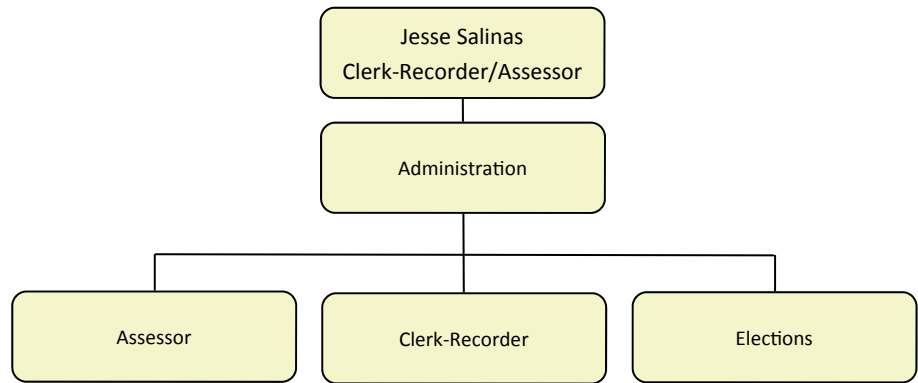 Jesse Salinas
Clerk-Recorder/Assessor
Administration
Assessor
Clerk-Recorder
Elections